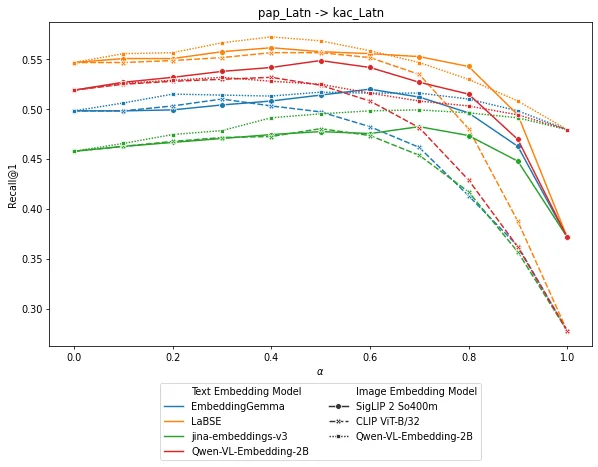 pap_Latn -> kac_Latn
Recall@1
0.55
0.50
0.45
0.40
0.35
0.30
0.0
0.2
0.4
0.6
0.8
1.0
α
Text Embedding Model
EmbeddingGemma
LaBSE
jina-embeddings-v3
Qwen-VL-Embedding-2B
Image Embedding Model
SigLIP 2 So400m
CLIP ViT-B/32
Qwen-VL-Embedding-2B